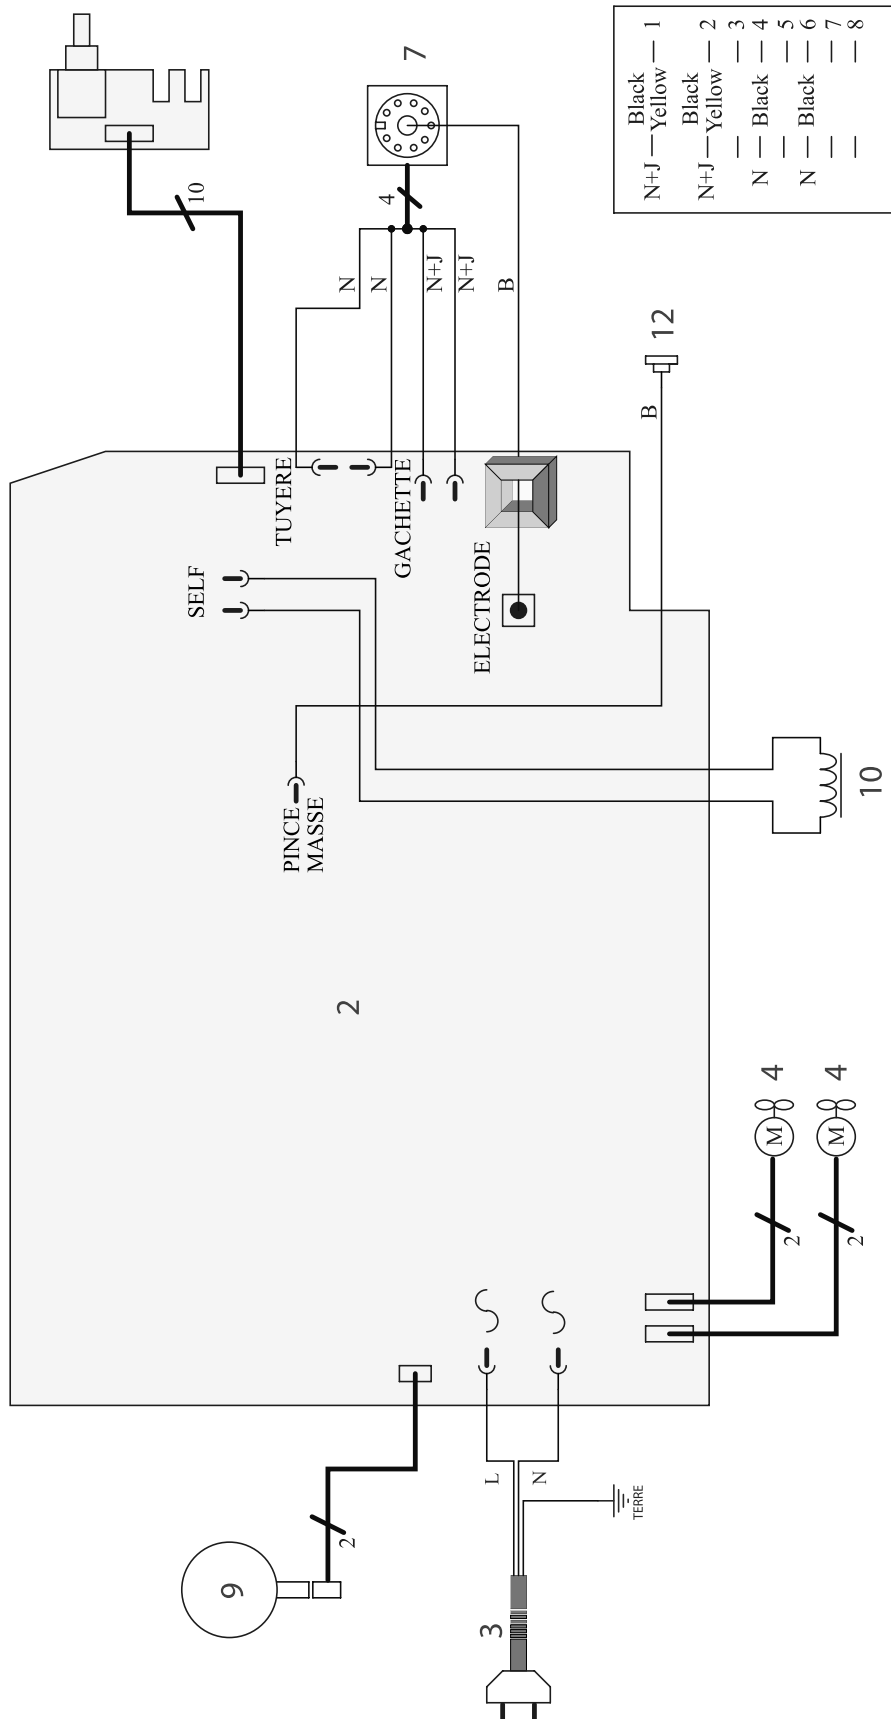 10
SELF
9
TUYERE
PINCE
MASSE
N
2
2
N
4
GACHETTE
7
N+J
N+J
ELECTRODE
3
L
B
N
TERRE
B
12
M 4
2
M 4
2
10
Black
N+J — Yellow — 1
Black
N+J — Yellow — 2
— — 3
N — Black — 4
— — 5
N — Black — 6
— — 7
— — 8